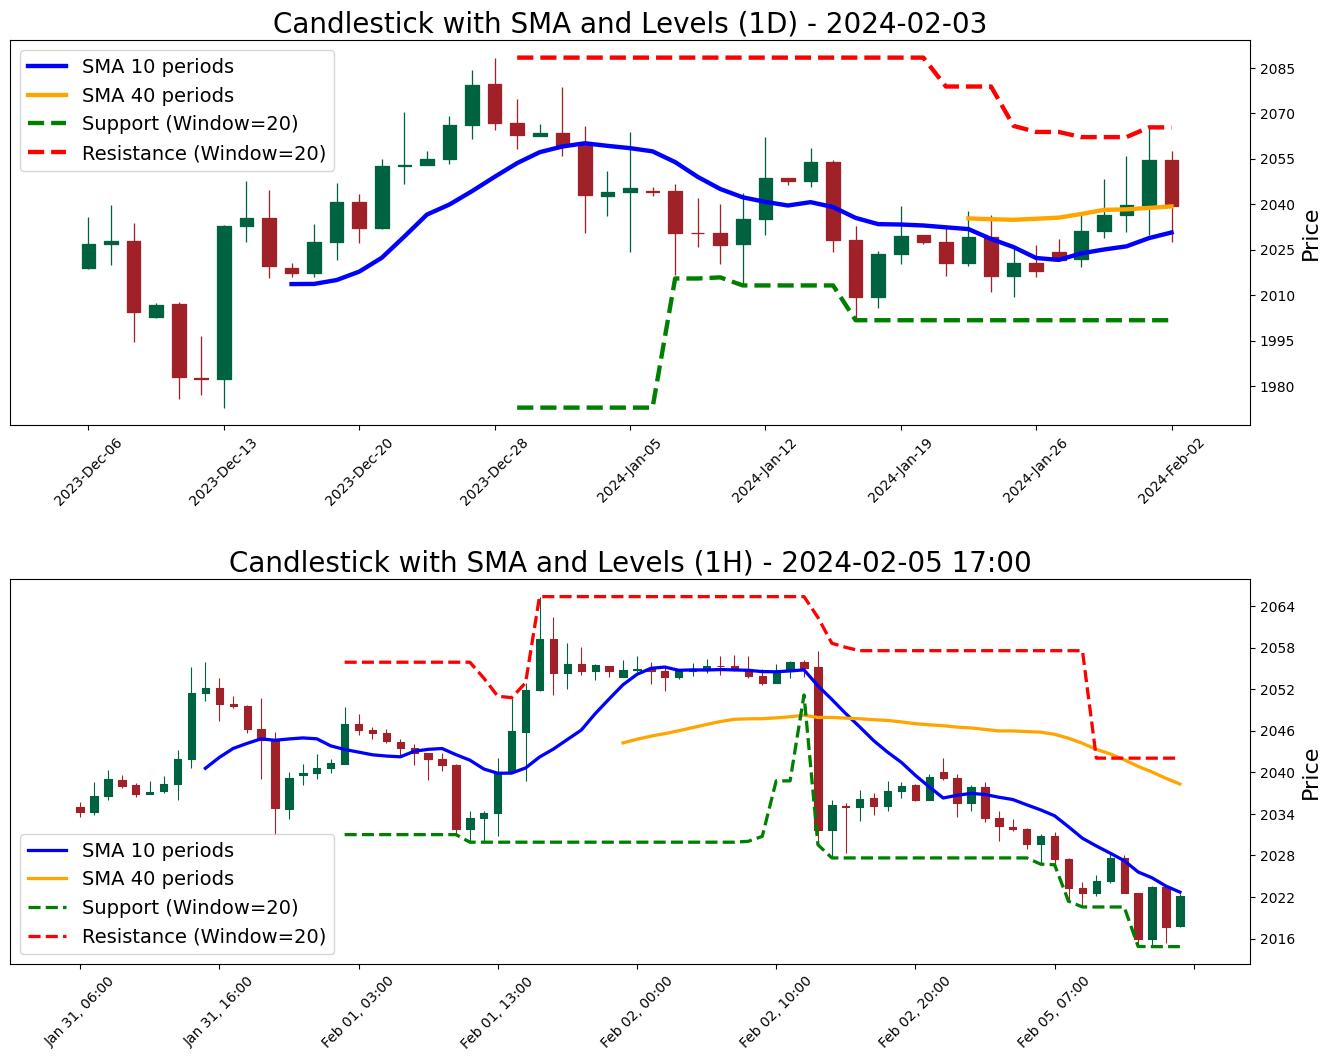 Candlestick with SMA and Levels (1D) - 2024-02-03
SMA 10 periods
SMA 40 periods
Support (Window=20)
Resistance (Window=20)
2085
2070
2055
2040
2025
2010
1995
1980
Price
2023-Dec-06
2023-Dec-13
2023-Dec-20
2023-Dec-28
2024-Jan-05
2024-Jan-12
2024-Jan-19
2024-Jan-26
2024-Feb-02
Candlestick with SMA and Levels (1H) - 2024-02-05 17:00
2064
2058
2052
2046
2040
2034
2028
2022
2016
Price
SMA 10 periods
SMA 40 periods
Support (Window=20)
Resistance (Window=20)
Jan 31, 06:00
Jan 31, 16:00
Feb 01, 03:00
Feb 01, 13:00
Feb 02, 00:00
Feb 02, 10:00
Feb 02, 20:00
Feb 05, 07:00